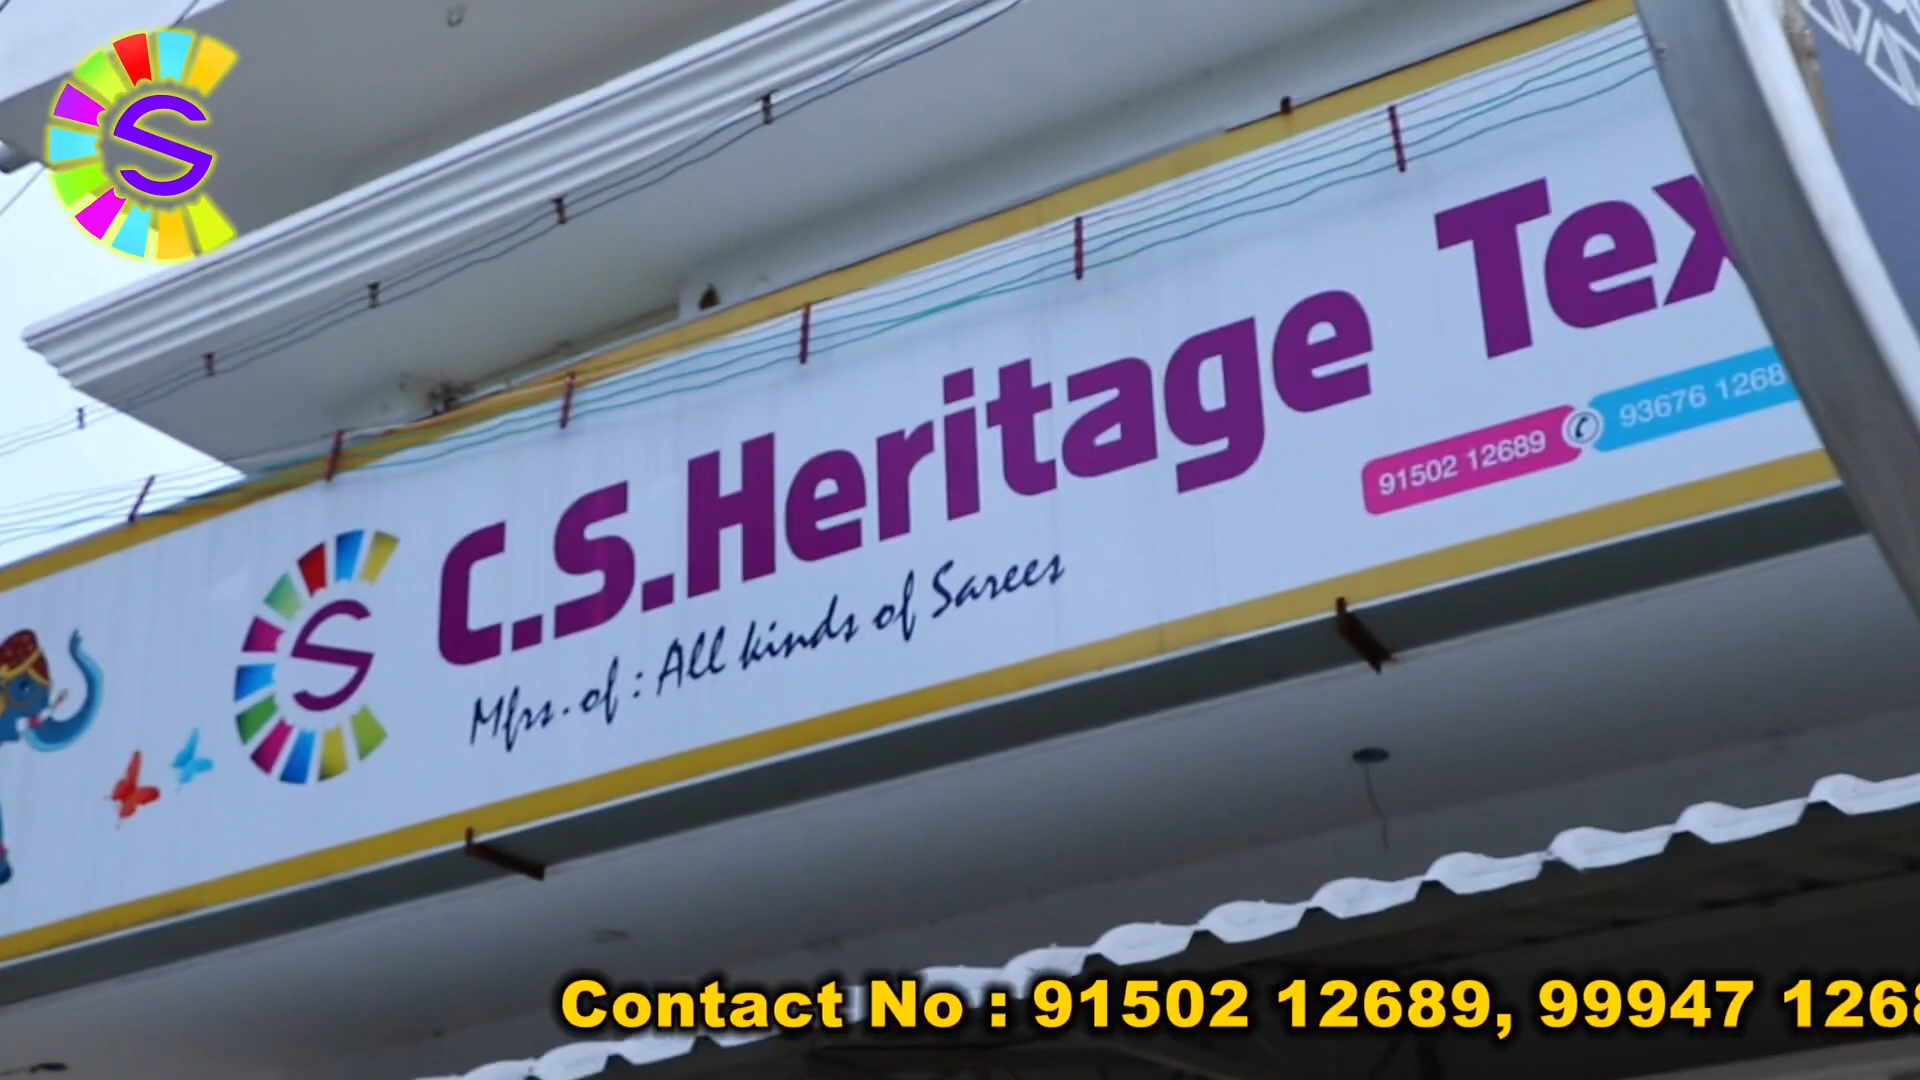 S
C.S.Heritage Tex
S
Mfrs. of : All kinds of Sarees
91502 12689
93676 1268
Contact No : 91502 12689, 99947 1268